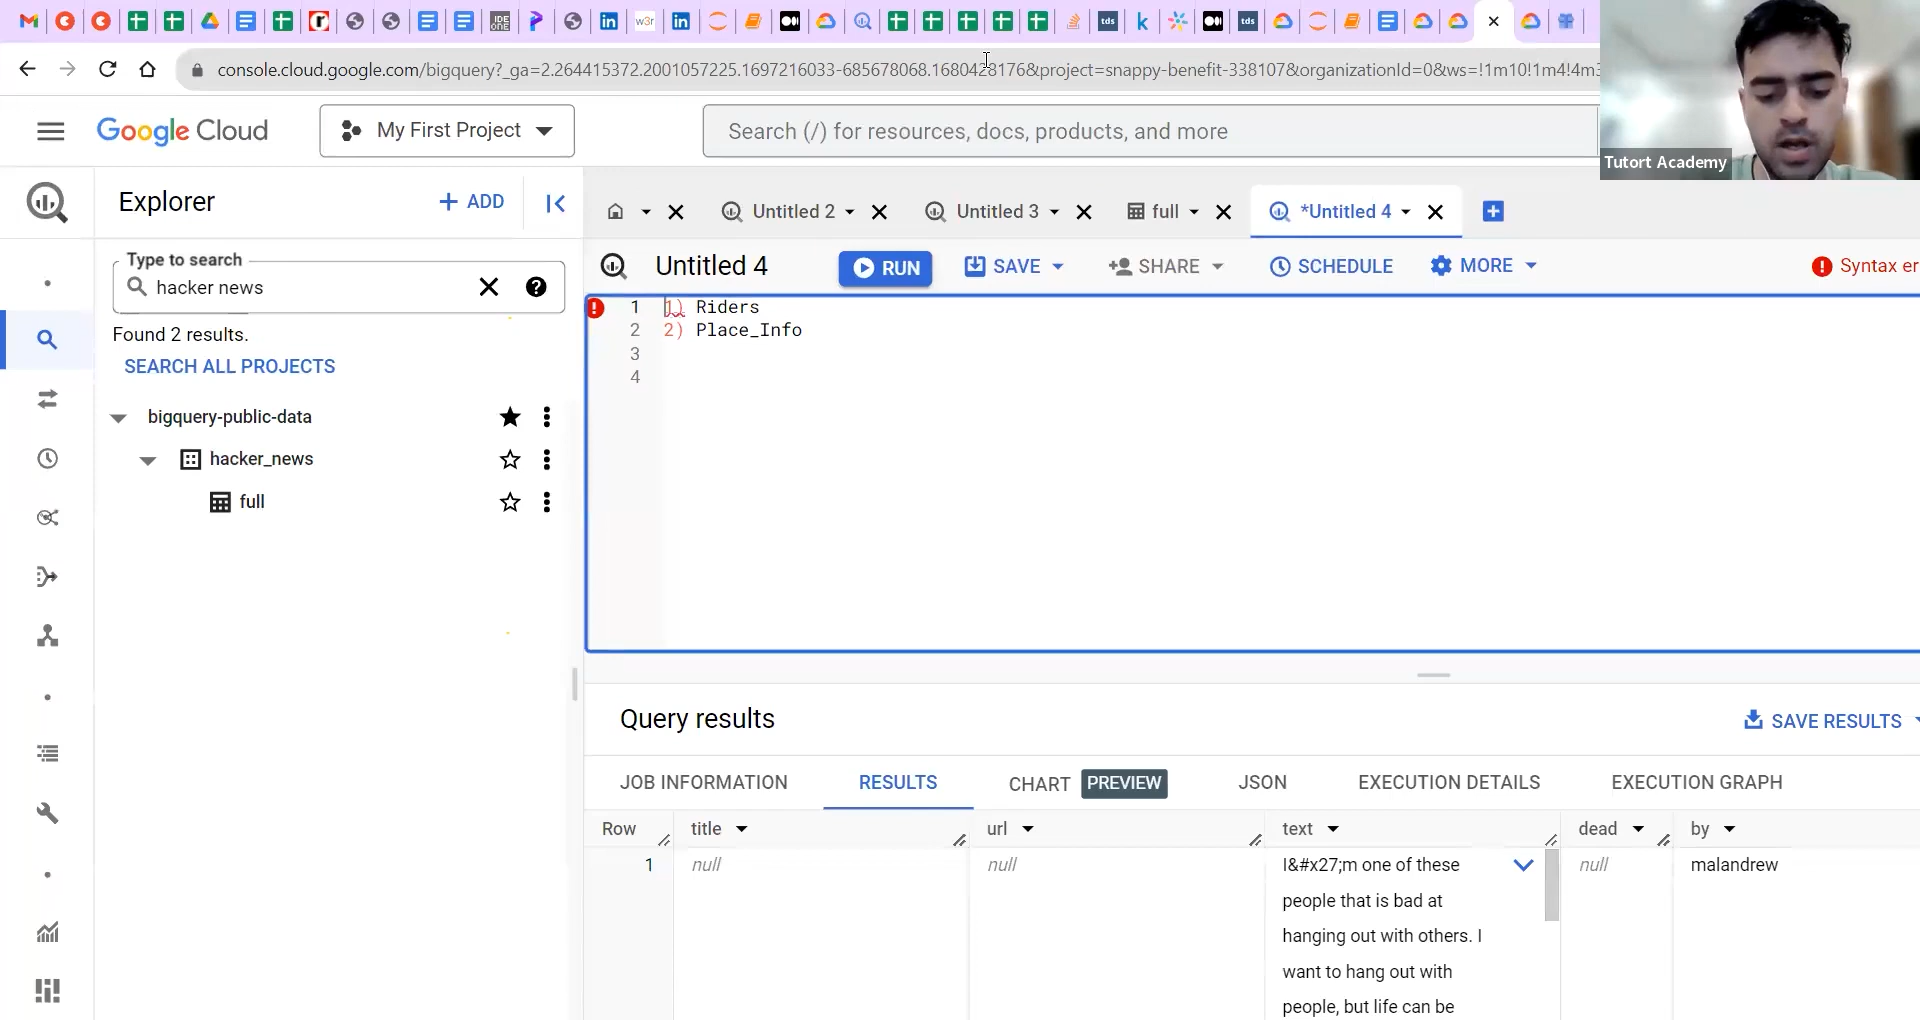 w3r
IDE
ONE
tds
k
tds
console.cloud.google.com/bigquery?_ga=2.264415372.2001057225.1697216033-685678068.1680428176&project=snappy-benefit-338107&organizationId=0&ws=!1m10!1m4!4m3
Google Cloud
My First Project
Search (/) for resources, docs, products, and more
Tutort Academy
Explorer
+ ADD
Untitled 2
Untitled 3
full
*Untitled 4
Type to search
hacker news
Untitled 4
RUN
SAVE
SHARE
SCHEDULE
MORE
Syntax er
Found 2 results.
SEARCH ALL PROJECTS
bigquery-public-data
hacker_news
full
1 1) Riders
2 2) Place_Info
3
4
Query results
SAVE RESULTS
JOB INFORMATION
RESULTS
CHART
PREVIEW
JSON
EXECUTION DETAILS
EXECUTION GRAPH
Row title url text dead by
1 null null I&#x27;m one of these null malandrew
people that is bad at
hanging out with others. I
want to hang out with
people, but life can be